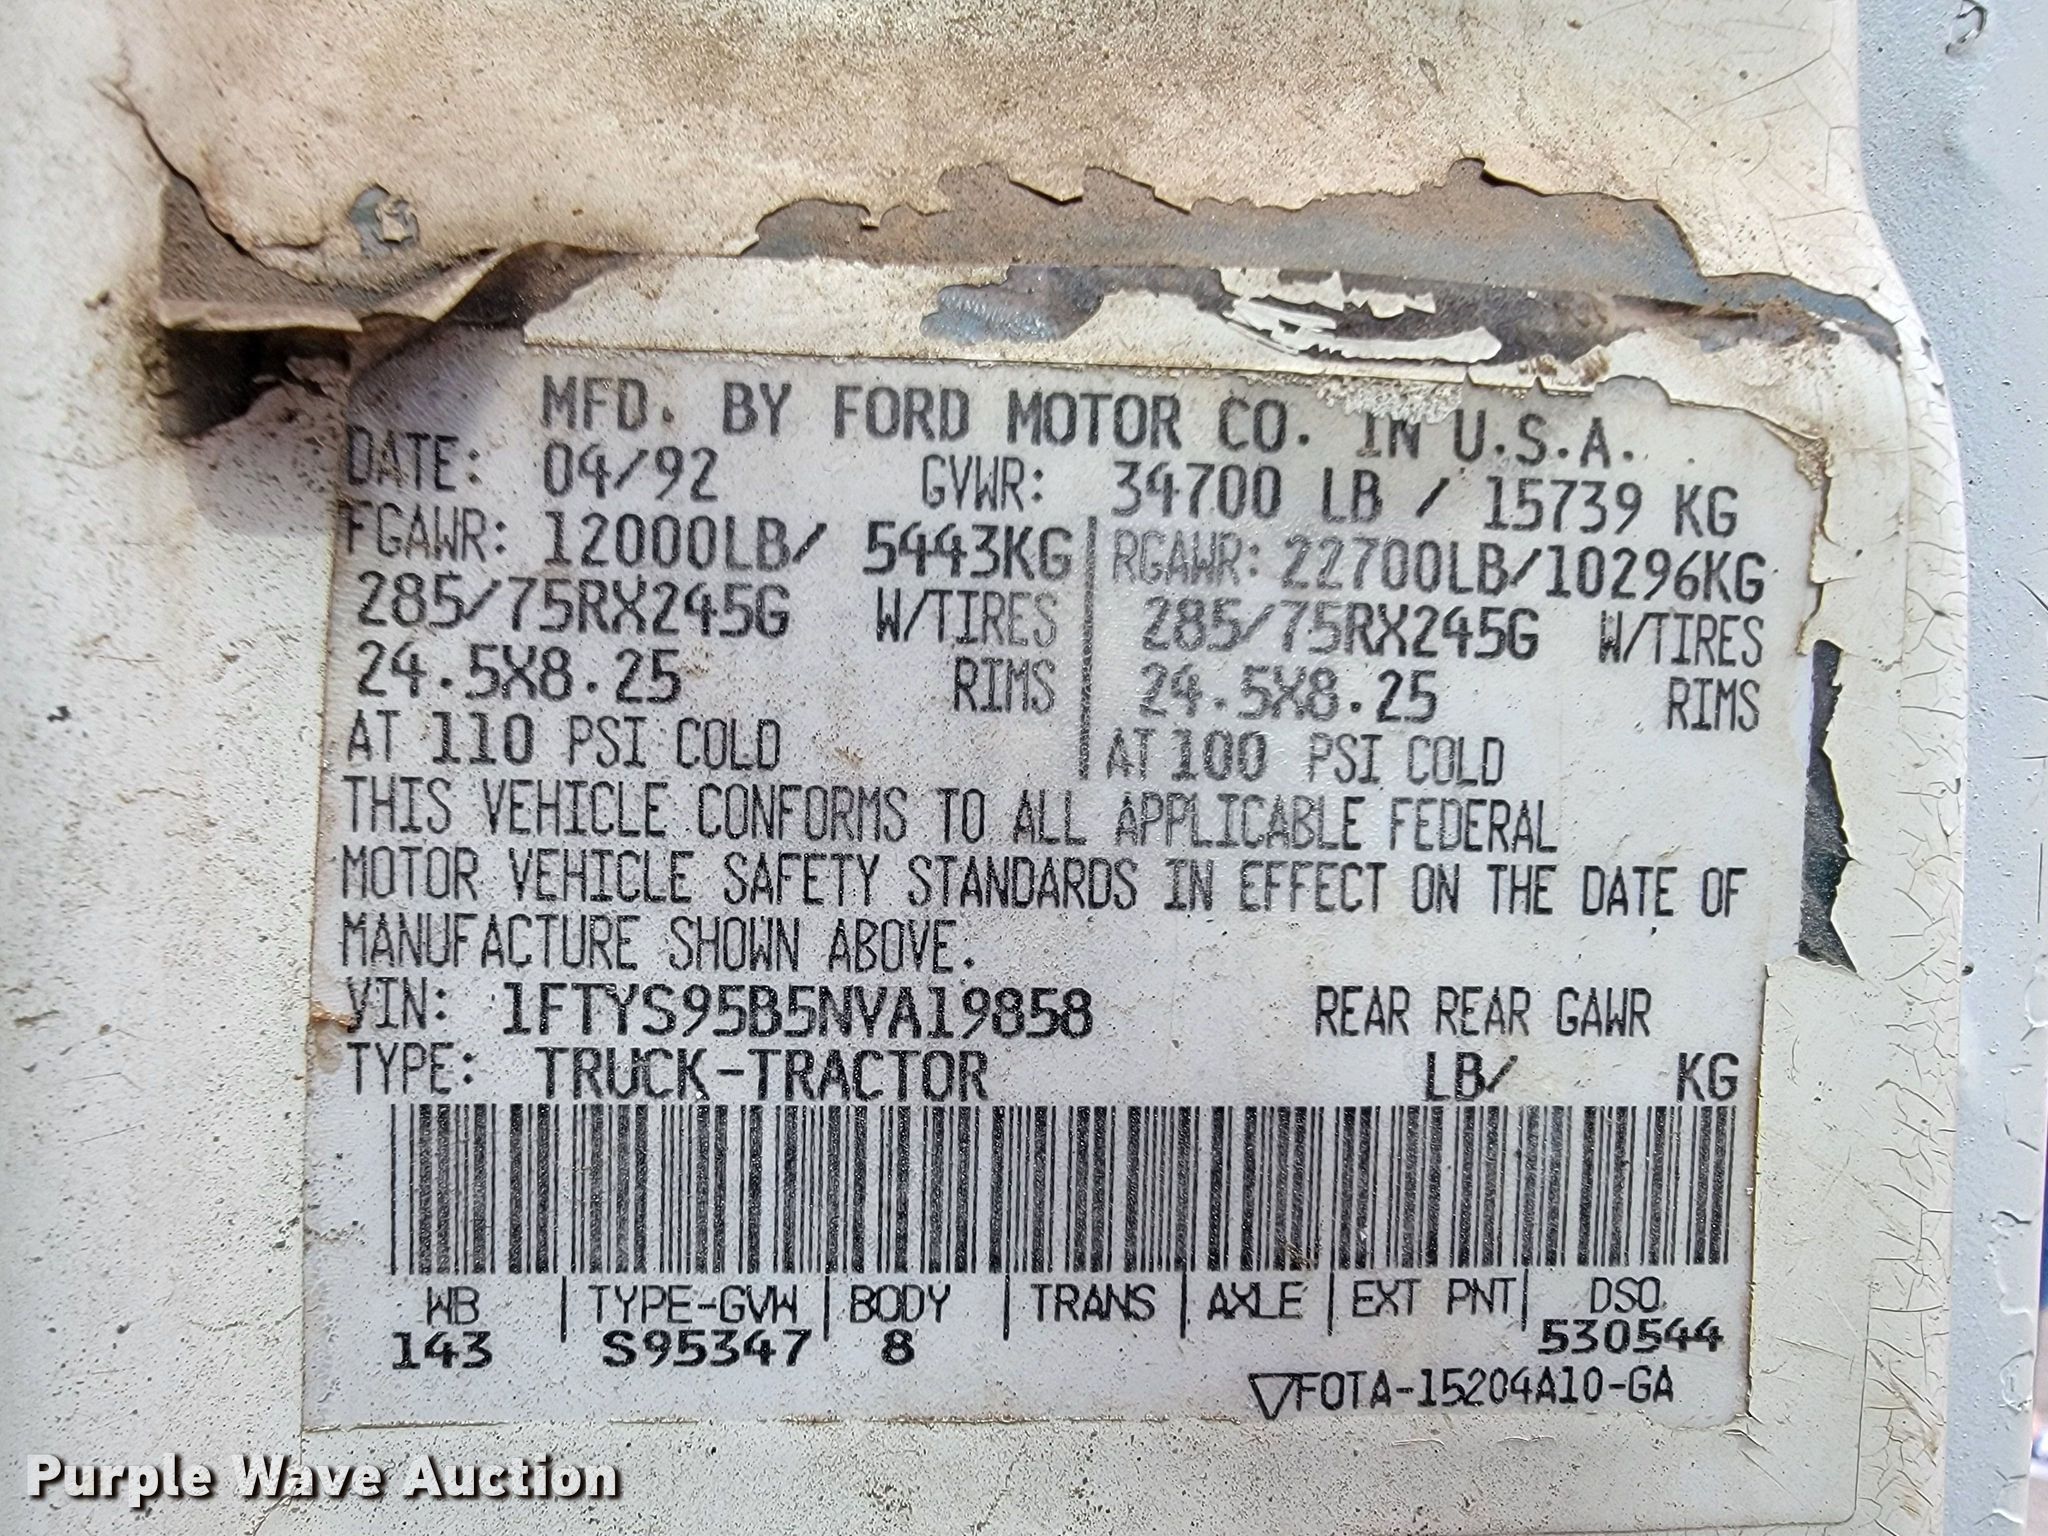 MFD. BY FORD MOTOR CO. IN U.S.A.
DATE: 04/92 GVWR: 34700 LB / 15739 KG
FGAWR: 12000LB/ 5443KG RGAWR: 22700LB/10296KG
285/75RX245G W/TIRES 285/75RX245G W/TIRES
24.5X8.25 RIMS 24.5X8.25 RIMS
AT 110 PSI COLD AT 100 PSI COLD
THIS VEHICLE CONFORMS TO ALL APPLICABLE FEDERAL
MOTOR VEHICLE SAFETY STANDARDS IN EFFECT ON THE DATE OF
MANUFACTURE SHOWN ABOVE.
VIN: 1FTYS95B5NVA19858 REAR REAR GAWR
TYPE: TRUCK-TRACTOR LB/ KG
WB | TYPE-GVW | BODY | TRANS | AXLE | EXT PNT | DSO
143 S95347 8 530544
▽FOTA-15204A10-GA
Purple Wave Auction